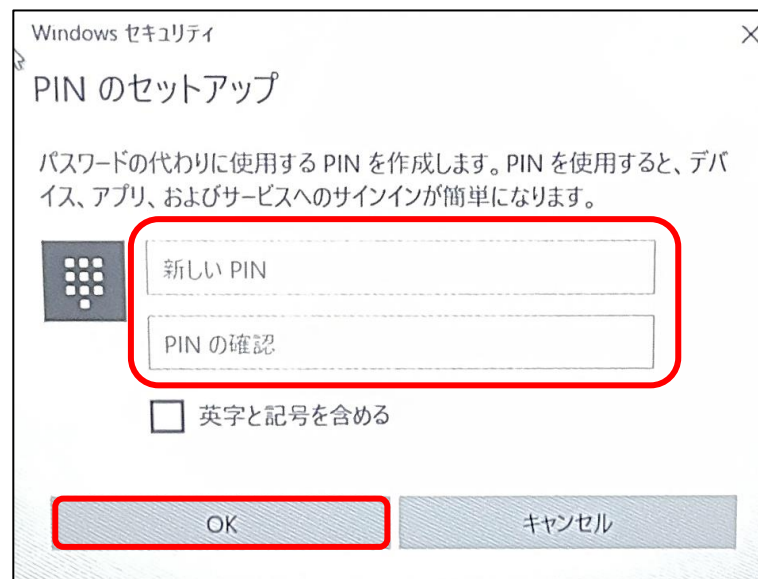 Windows セキュリティ
PIN のセットアップ
パスワードの代わりに使用する PIN を作成します。PIN を使用すると、デバ
イス、アプリ、およびサービスへのサインインが簡単になります。
新しい PIN
PIN の確認
英字と記号を含める
OK
キャンセル